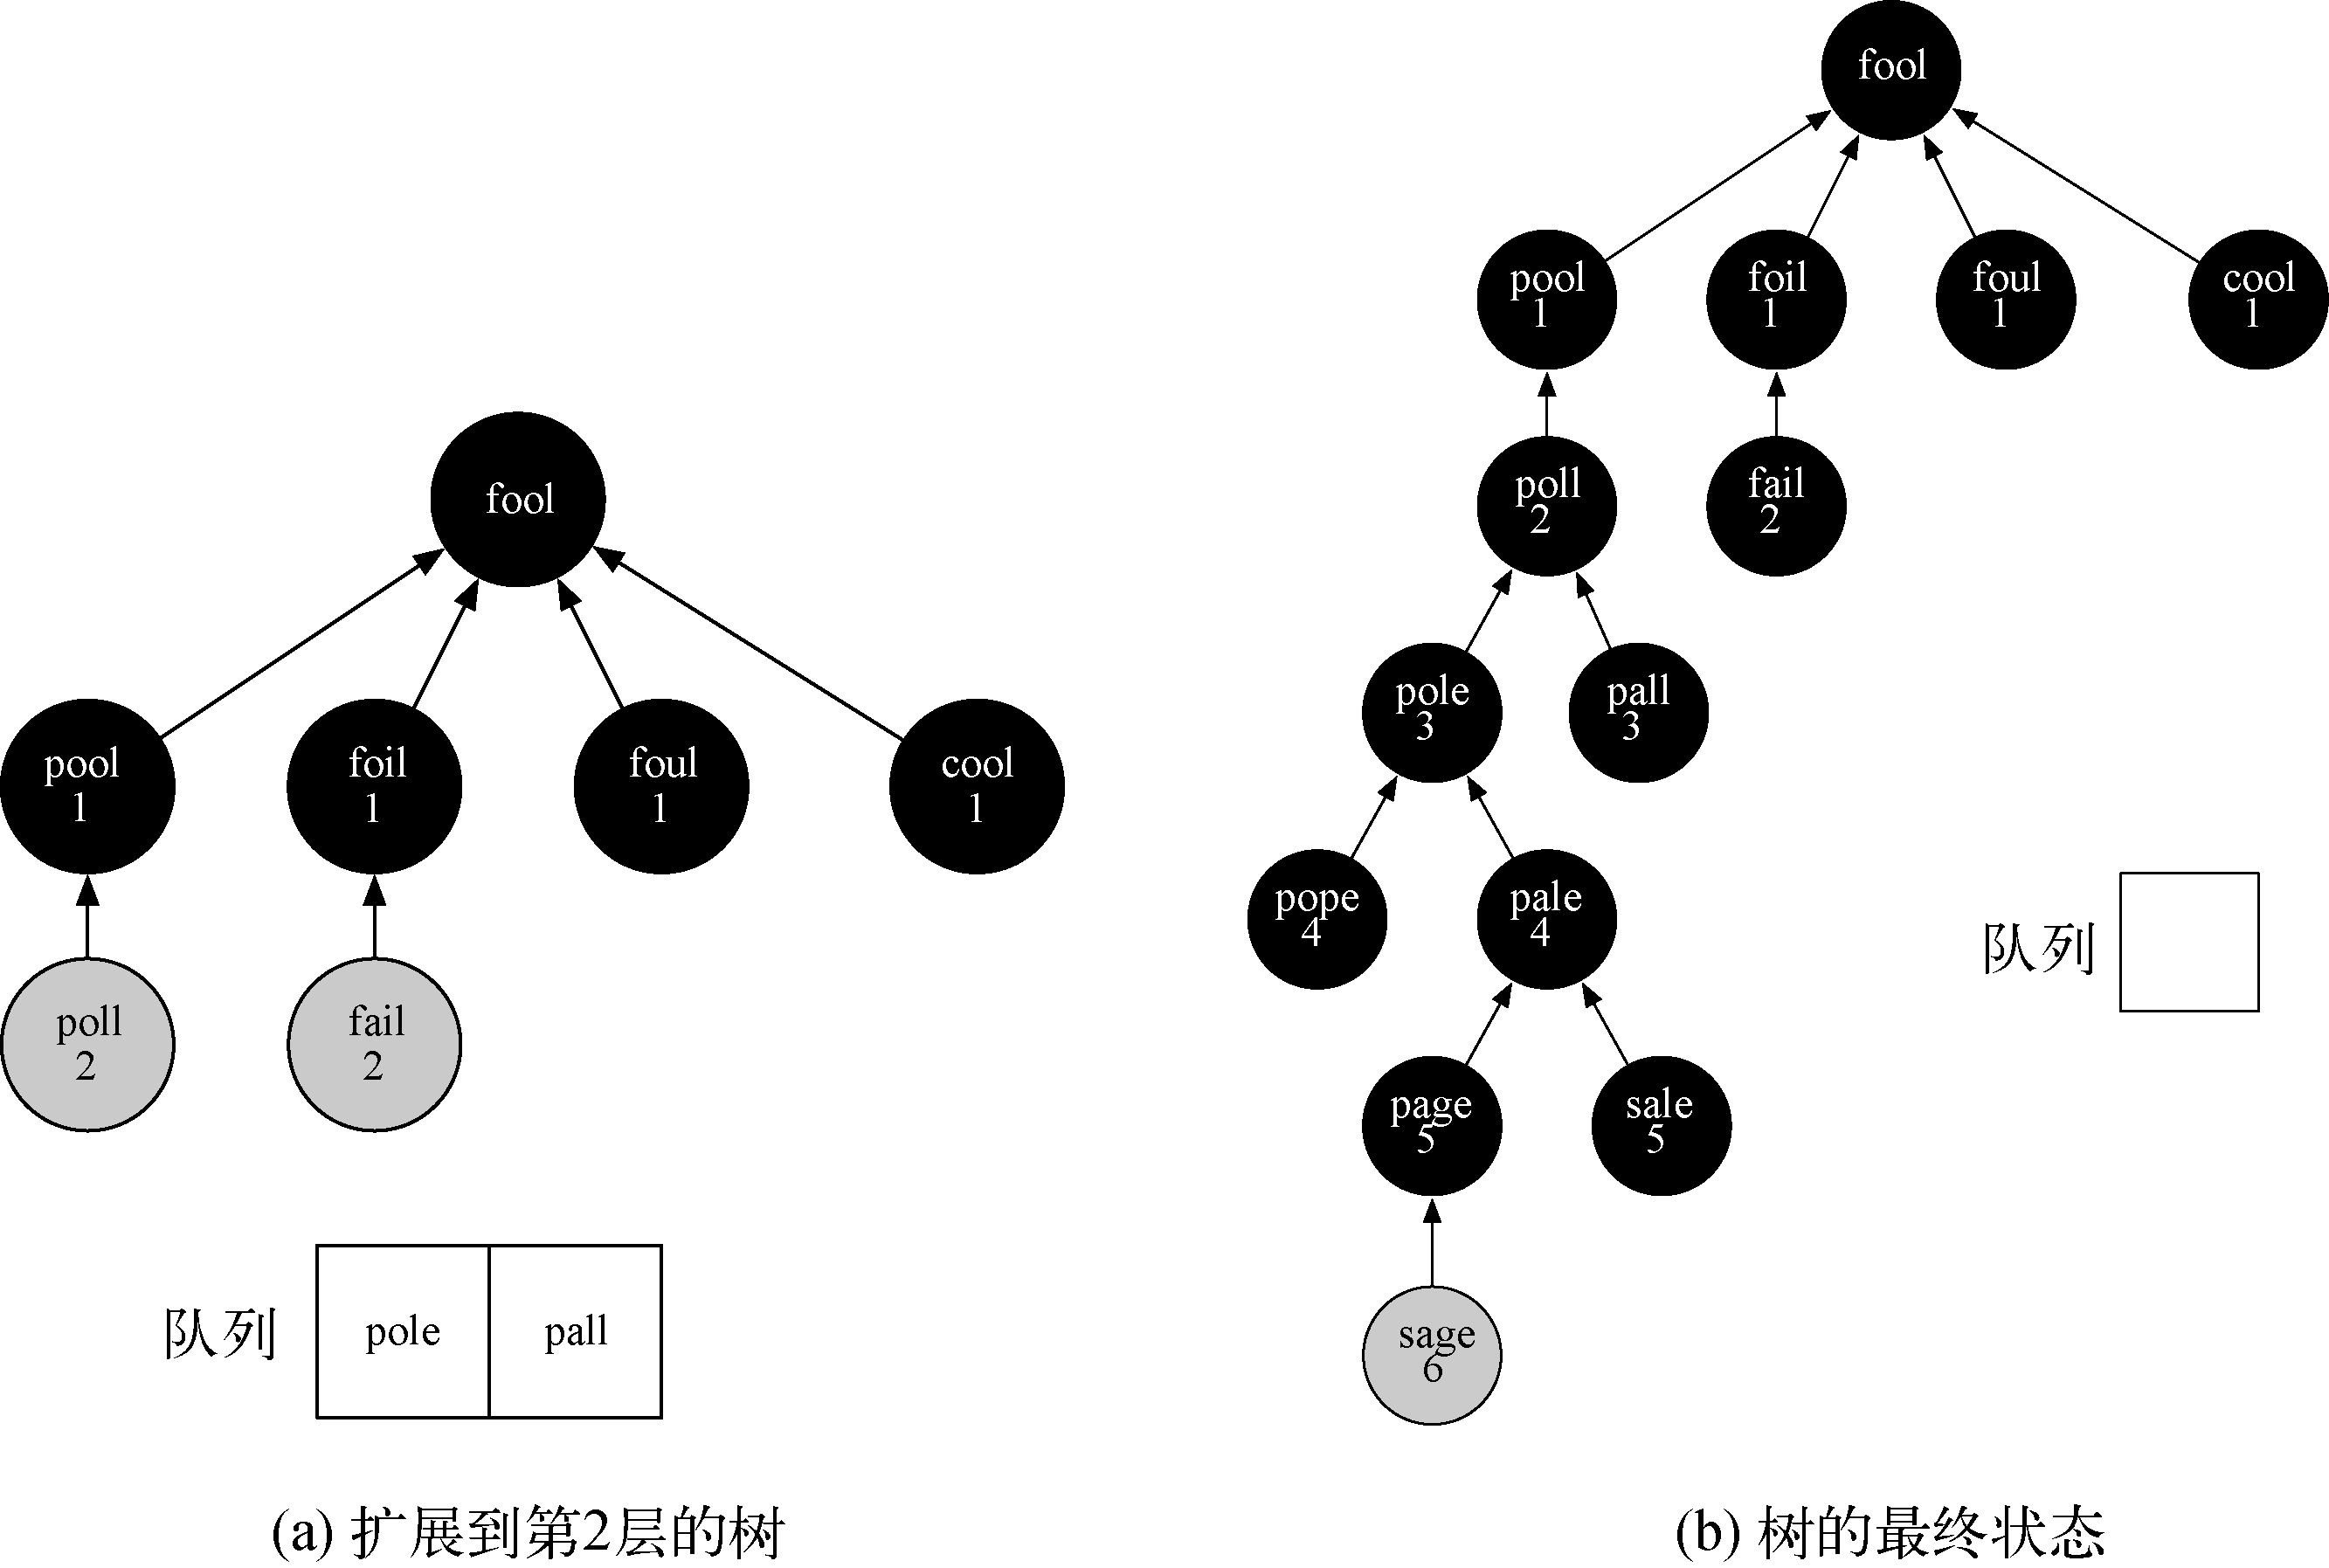 fool
pool
1
foil
1
foul
1
cool
1
poll
2
fail
2
队列
pole
pall
(a) 扩展到第2层的树
fool
pool
1
foil
1
foul
1
cool
1
poll
2
fail
2
pole
3
pall
3
pope
4
pale
4
page
5
sale
5
sage
6
队列
(b) 树的最终状态